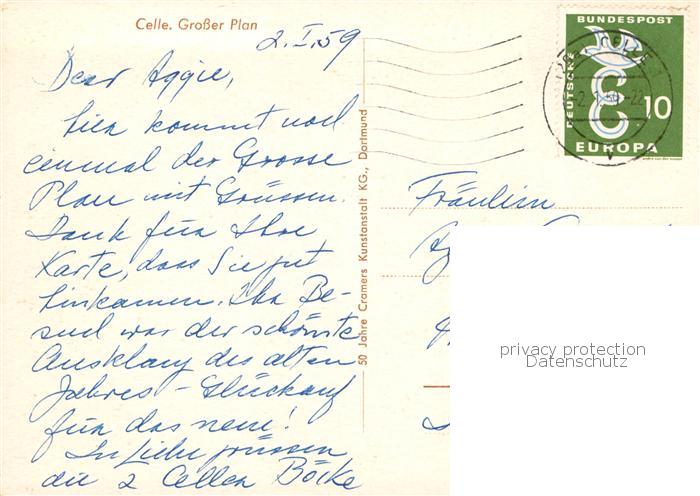 Celle. Großer Plan
2.I.59
Dear Aggie,
hier kommt noch
einmal der Grosse
Plan mit Grüssen.
Dank für Ihre
Karte, dass Sie gut
hinkamen. Ihr Be-
such war der schönste
Ausklang des alten
Jahres - Glückauf
für das neue!
In Liebe grüssen
die 2 Celler Böcke
50 Jahre Cramers Kunstanstalt KG., Dortmund
BUNDESPOST
DEUTSCHE
E
10
EUROPA
CELLE
Fräulein
privacy protection
Datenschutz